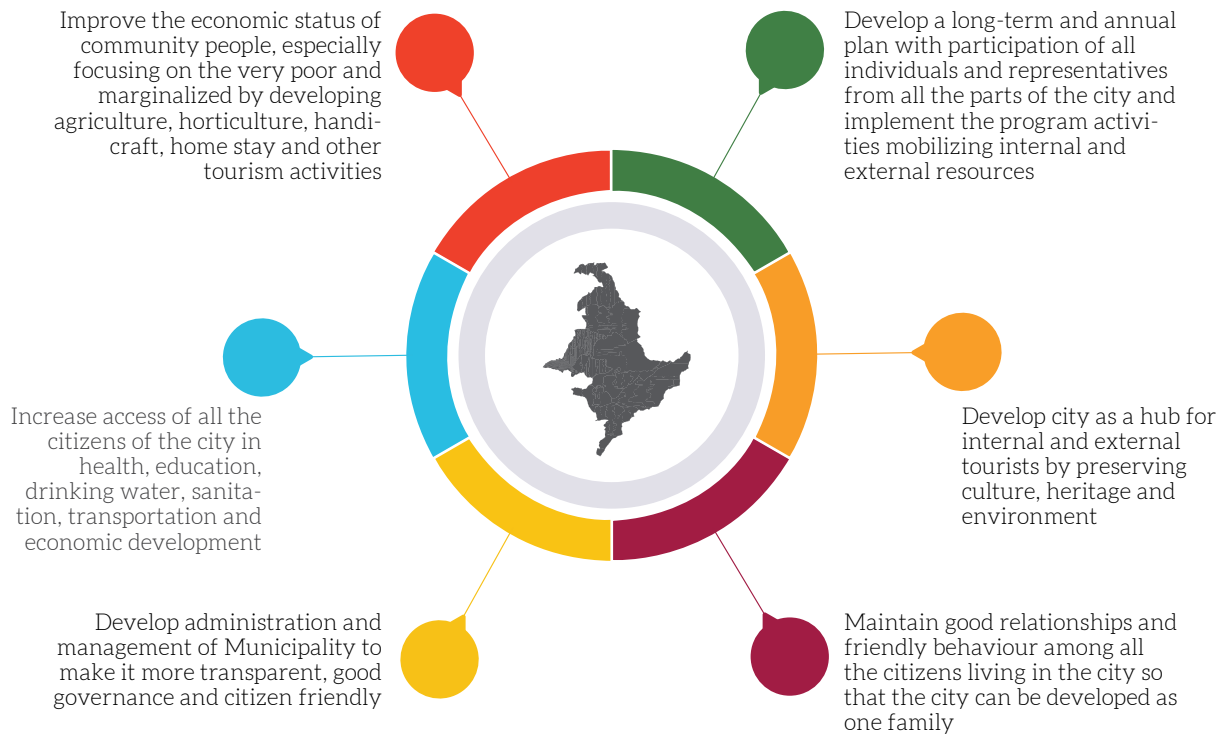 Improve the economic status of
community people, especially
focusing on the very poor and
marginalized by developing
agriculture, horticulture, handi-
craft, home stay and other
tourism activities
Develop a long-term and annual
plan with participation of all
individuals and representatives
from all the parts of the city and
implement the program activi-
ties mobilizing internal and
external resources
Increase access of all the
citizens of the city in
health, education,
drinking water, sanita-
tion, transportation and
economic development
Develop city as a hub for
internal and external
tourists by preserving
culture, heritage and
environment
Develop administration and
management of Municipality to
make it more transparent, good
governance and citizen friendly
Maintain good relationships and
friendly behaviour among all
the citizens living in the city so
that the city can be developed as
one family